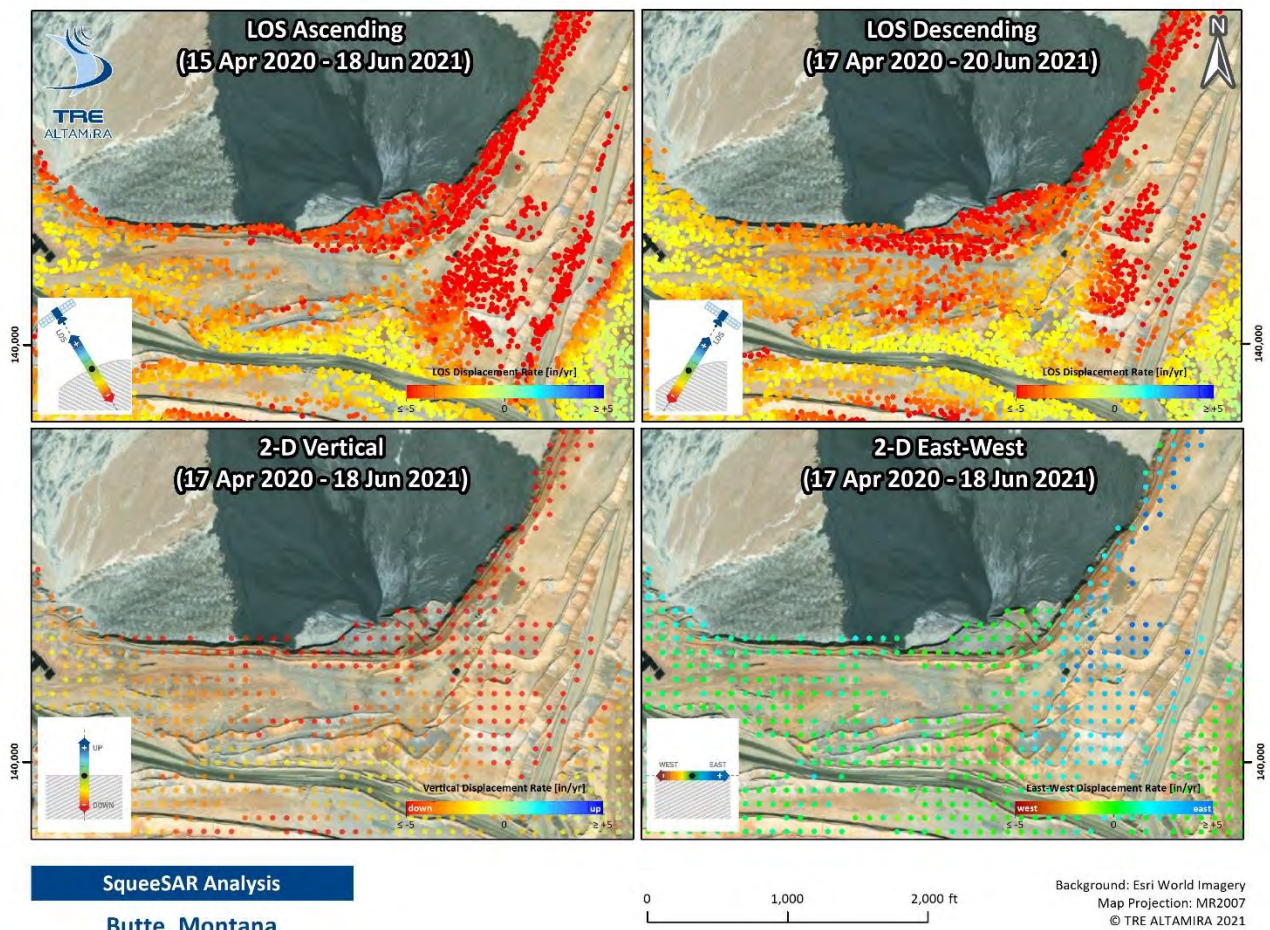 LOS Ascending
(15 Apr 2020 - 18 Jun 2021)
TRE
ALTAMIRA
LOS
140,000
LOS Displacement Rate [in/yr]
≤ -5 0 ≥ +5
LOS Descending
(17 Apr 2020 - 20 Jun 2021)
N
LOS
140,000
LOS Displacement Rate [in/yr]
≤ -5 0 ≥ +5
2-D Vertical
(17 Apr 2020 - 18 Jun 2021)
UP
DOWN
140,000
Vertical Displacement Rate [in/yr]
down up
≤ -5 0 ≥ +5
2-D East-West
(17 Apr 2020 - 18 Jun 2021)
WEST EAST
140,000
East-West Displacement Rate [in/yr]
west east
≤ -5 0 ≥ +5
SqueeSAR Analysis
Butte, Montana
0 1,000 2,000 ft
Background: Esri World Imagery
Map Projection: MR2007
© TRE ALTAMIRA 2021